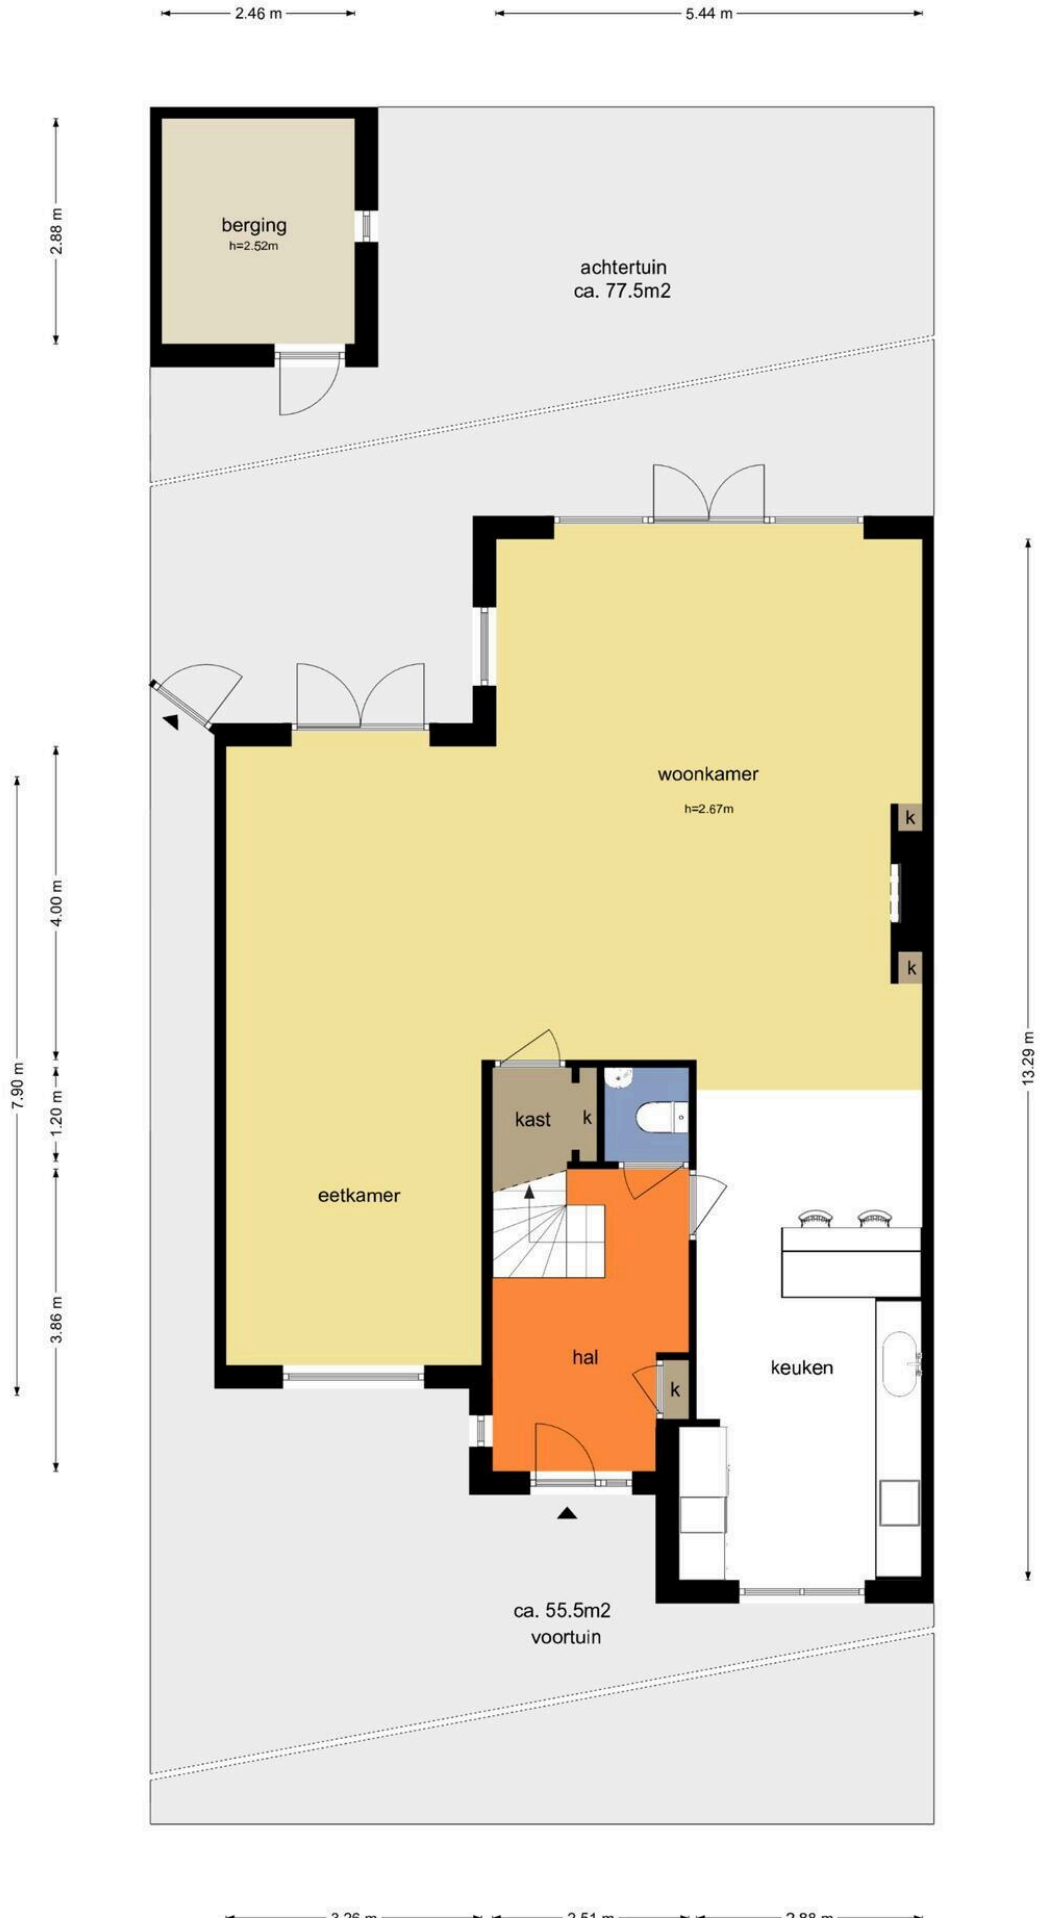 2.46 m
5.44 m
2.88 m
berging
h=2.52m
achtertuin
ca. 77.5m2
woonkamer
h=2.67m
k
k
4.00 m
7.90 m
1.20 m
3.86 m
13.29 m
kast
k
eetkamer
hal
k
keuken
ca. 55.5m2
voortuin
3.26 m
2.51 m
2.88 m